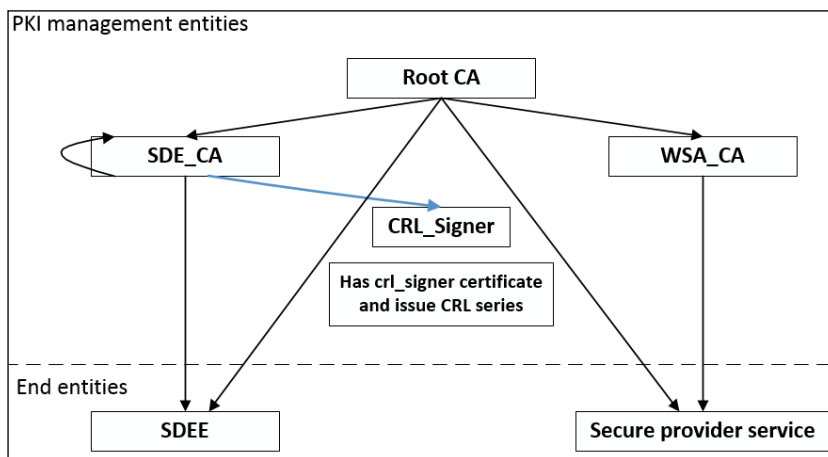 PKI management entities
Root CA
SDE_CA
WSA_CA
CRL_Signer
Has crl_signer certificate
and issue CRL series
End entities
SDEE
Secure provider service